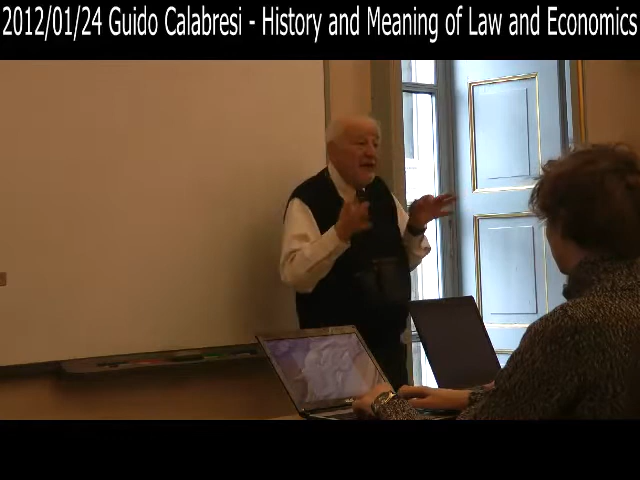 2012/01/24 Guido Calabresi - History and Meaning of Law and Economics